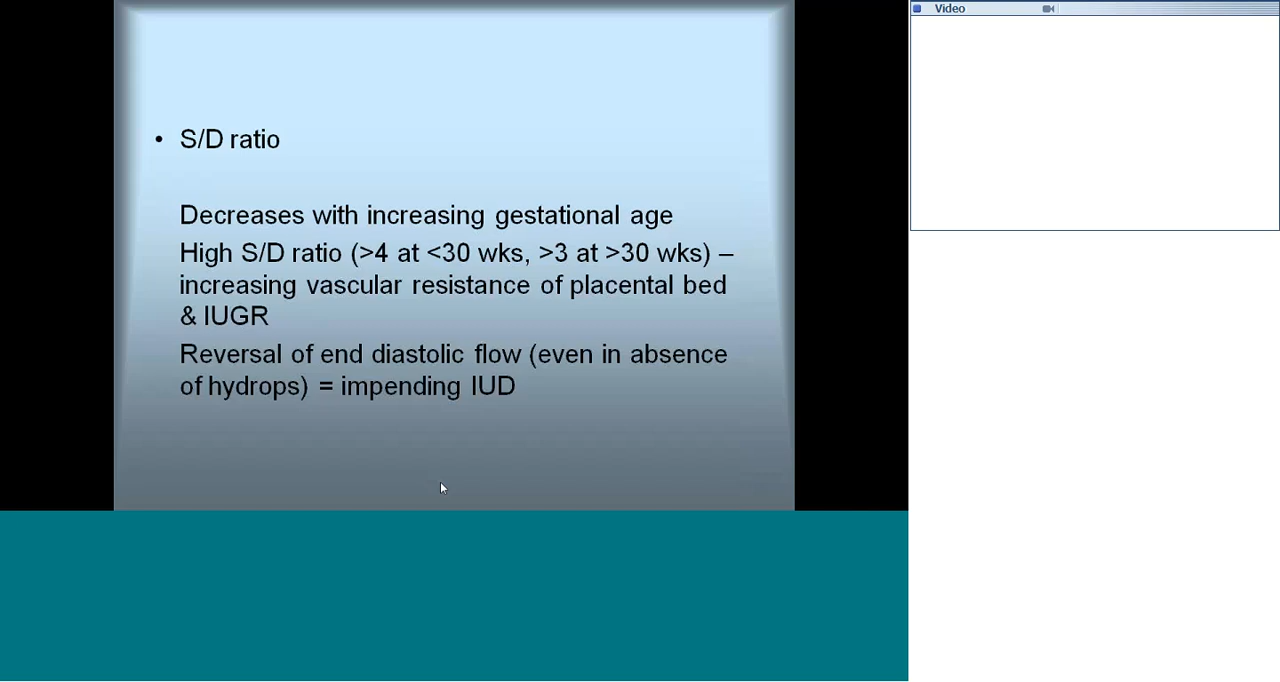 Video
• S/D ratio
Decreases with increasing gestational age
High S/D ratio (>4 at <30 wks, >3 at >30 wks) –
increasing vascular resistance of placental bed
& IUGR
Reversal of end diastolic flow (even in absence
of hydrops) = impending IUD